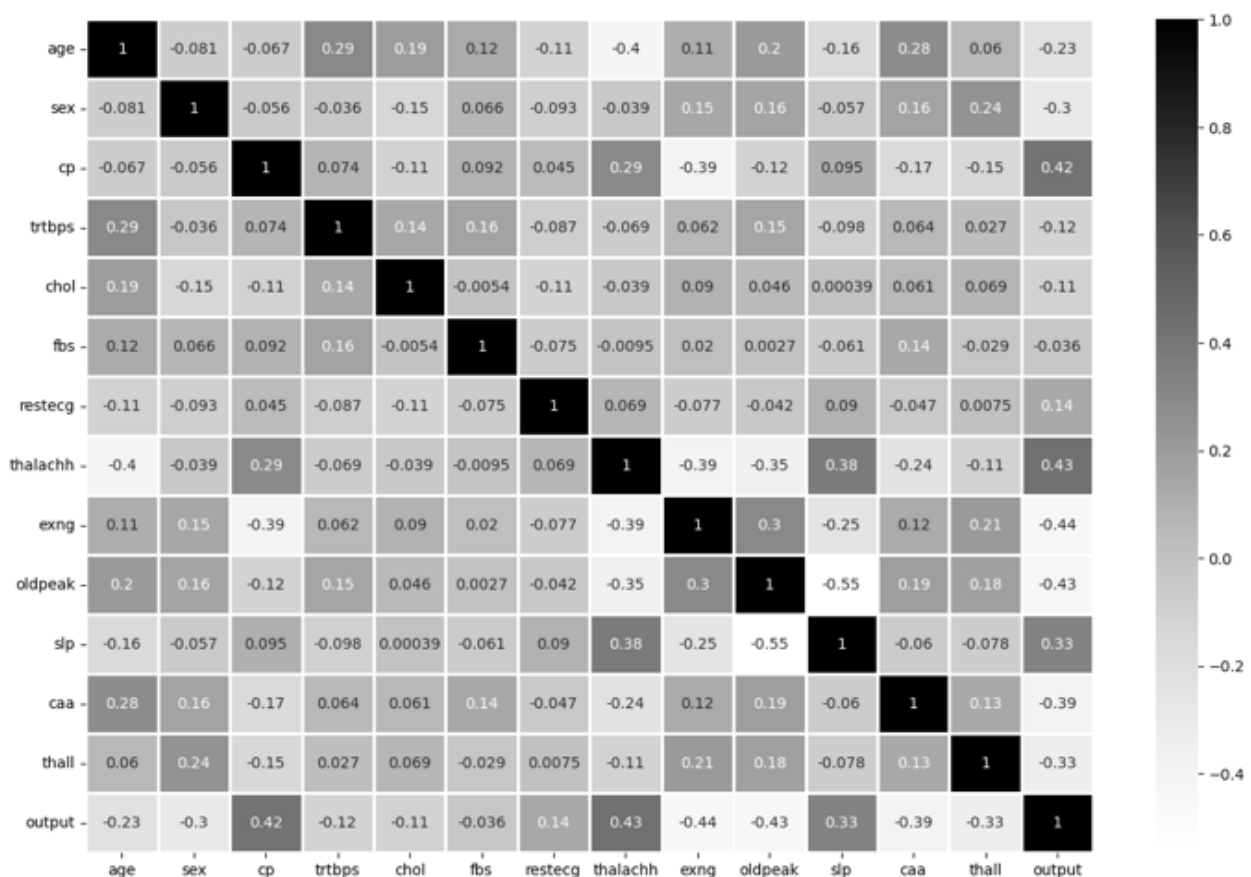 age 1 -0.081 -0.067 0.29 0.19 0.12 -0.11 -0.4 0.11 0.2 -0.16 0.28 0.06 -0.23
sex -0.081 1 -0.056 -0.036 -0.15 0.066 -0.093 -0.039 0.15 0.16 -0.057 0.16 0.24 -0.3
cp -0.067 -0.056 1 0.074 -0.11 0.092 0.045 0.29 -0.39 -0.12 0.095 -0.17 -0.15 0.42
trtbps 0.29 -0.036 0.074 1 0.14 0.16 -0.087 -0.069 0.062 0.15 -0.098 0.064 0.027 -0.12
chol 0.19 -0.15 -0.11 0.14 1 -0.0054 -0.11 -0.039 0.09 0.046 0.00039 0.061 0.069 -0.11
fbs 0.12 0.066 0.092 0.16 -0.0054 1 -0.075 -0.0095 0.02 0.0027 -0.061 0.14 -0.029 -0.036
restecg -0.11 -0.093 0.045 -0.087 -0.11 -0.075 1 0.069 -0.077 -0.042 0.09 -0.047 0.0075 0.14
thalachh -0.4 -0.039 0.29 -0.069 -0.039 -0.0095 0.069 1 -0.39 -0.35 0.38 -0.24 -0.11 0.43
exng 0.11 0.15 -0.39 0.062 0.09 0.02 -0.077 -0.39 1 0.3 -0.25 0.12 0.21 -0.44
oldpeak 0.2 0.16 -0.12 0.15 0.046 0.0027 -0.042 -0.35 0.3 1 -0.55 0.19 0.18 -0.43
slp -0.16 -0.057 0.095 -0.098 0.00039 -0.061 0.09 0.38 -0.25 -0.55 1 -0.06 -0.078 0.33
caa 0.28 0.16 -0.17 0.064 0.061 0.14 -0.047 -0.24 0.12 0.19 -0.06 1 0.13 -0.39
thall 0.06 0.24 -0.15 0.027 0.069 -0.029 0.0075 -0.11 0.21 0.18 -0.078 0.13 1 -0.33
output -0.23 -0.3 0.42 -0.12 -0.11 -0.036 0.14 0.43 -0.44 -0.43 0.33 -0.39 -0.33 1
age sex cp trtbps chol fbs restecg thalachh exng oldpeak slp caa thall output
1.0
0.8
0.6
0.4
0.2
0.0
−0.2
−0.4